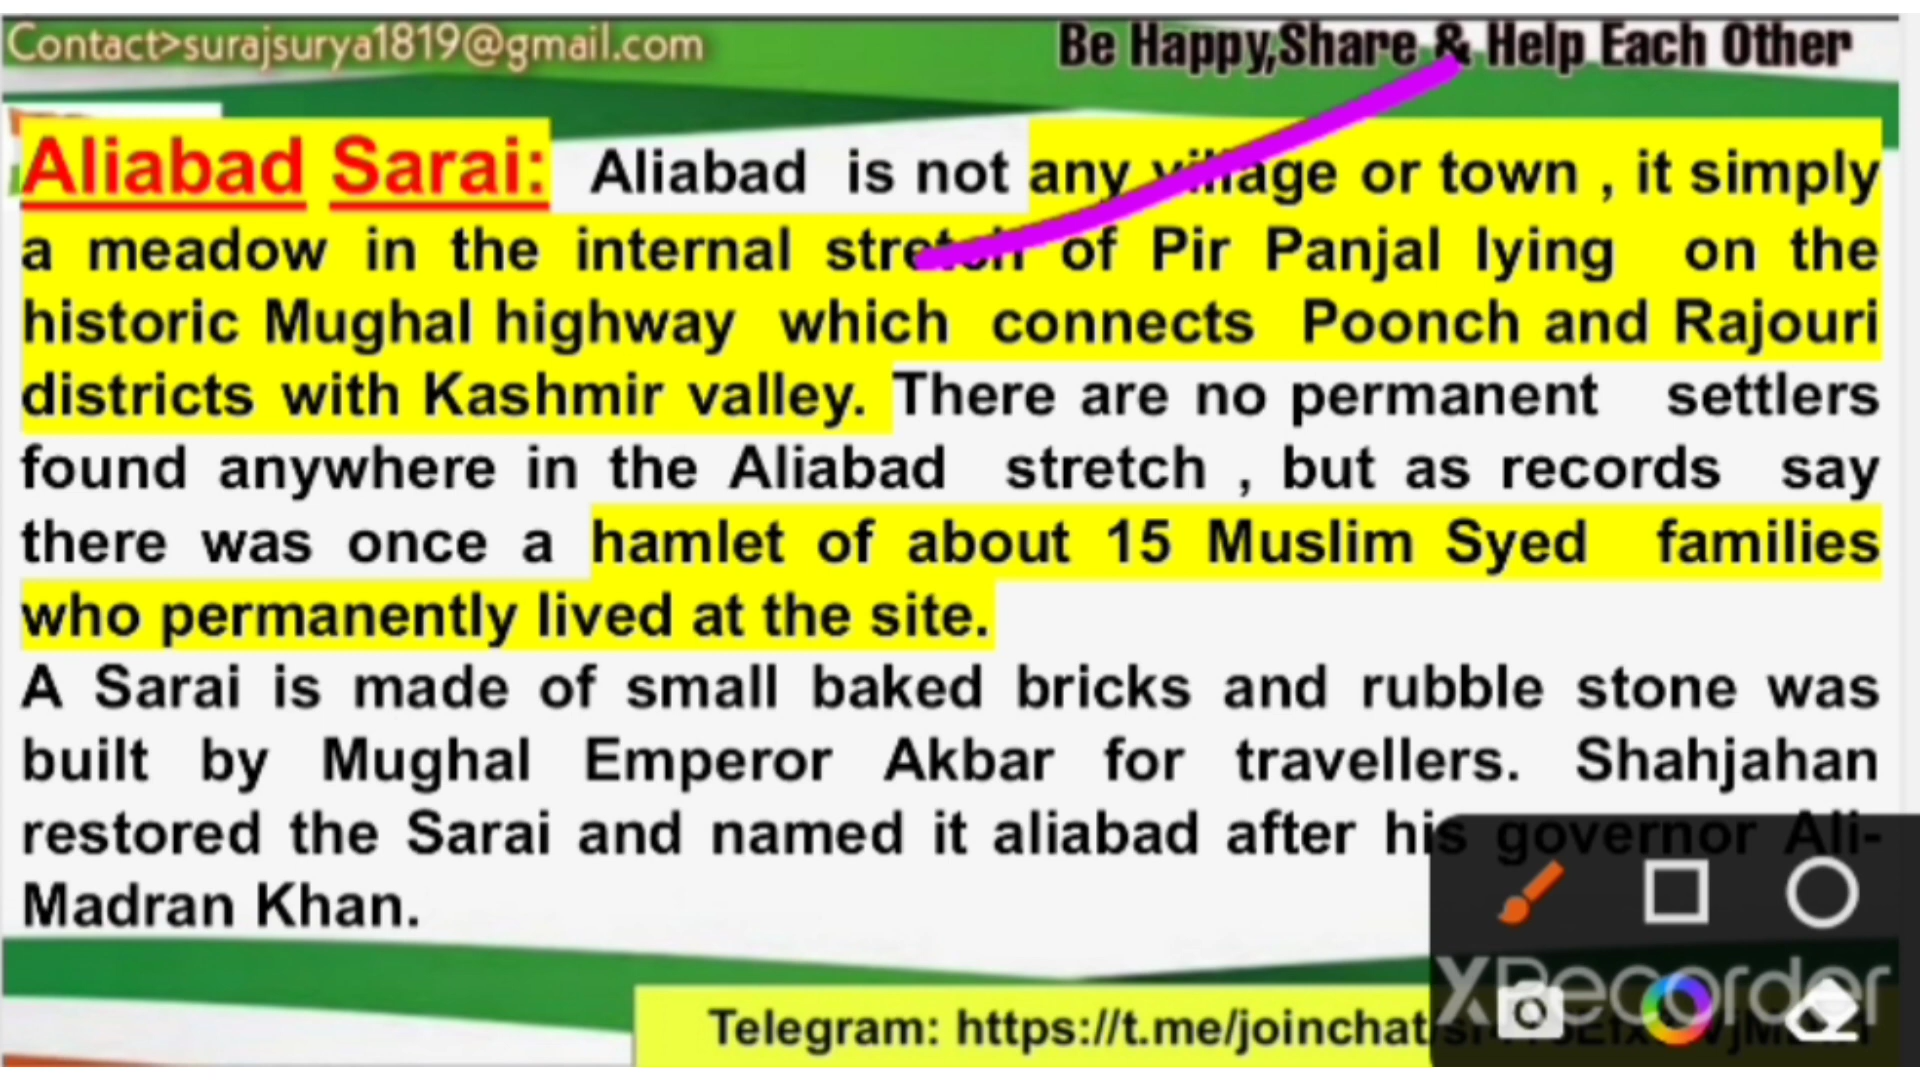 Contact>surajsurya1819@gmail.com
Be Happy,Share & Help Each Other
Aliabad Sarai: Aliabad is not any village or town , it simply
a meadow in the internal stretch of Pir Panjal lying on the
historic Mughal highway which connects Poonch and Rajouri
districts with Kashmir valley. There are no permanent settlers
found anywhere in the Aliabad stretch , but as records say
there was once a hamlet of about 15 Muslim Syed families
who permanently lived at the site.
A Sarai is made of small baked bricks and rubble stone was
built by Mughal Emperor Akbar for travellers. Shahjahan
restored the Sarai and named it aliabad after his governor Ali-
Madran Khan.
XRecorder
Telegram: https://t.me/joinchat